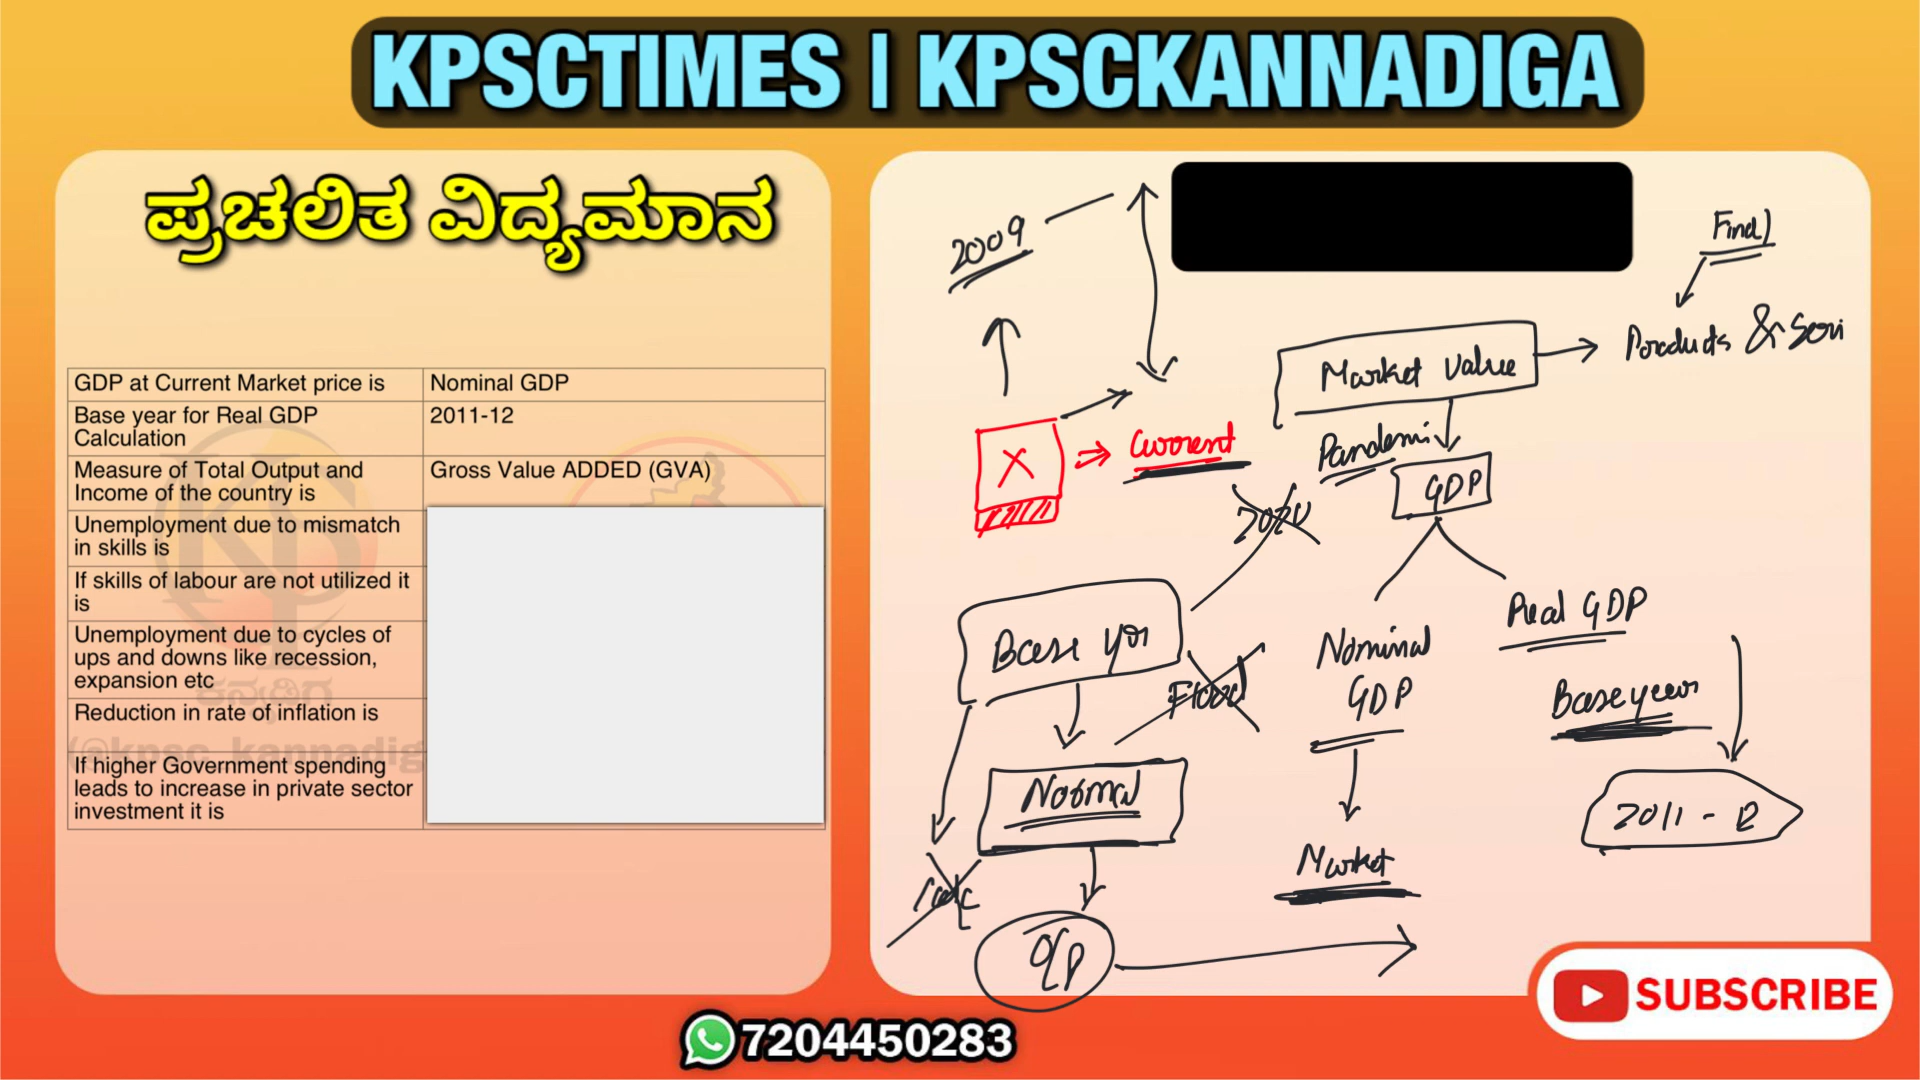 KPSCTIMES | KPSCKANNADIGA
ಪ್ರಚಲಿತ ವಿದ್ಯಮಾನ
GDP at Current Market price is Nominal GDP
Base year for Real GDP Calculation 2011-12
Measure of Total Output and Income of the country is Gross Value ADDED (GVA)
Unemployment due to mismatch in skills is
If skills of labour are not utilized it is
Unemployment due to cycles of ups and downs like recession, expansion etc
Reduction in rate of inflation is
If higher Government spending leads to increase in private sector investment it is
ಕನ್ನಡಿಗ
(@kpsc_kannadig
2009
Final
Market Value
Products &
Current
Pandemi
GDP
Real GDP
Nominal
GDP
Base year
Base
Flood
Normal
2011-12
Market
O/P
SUBSCRIBE
7204450283